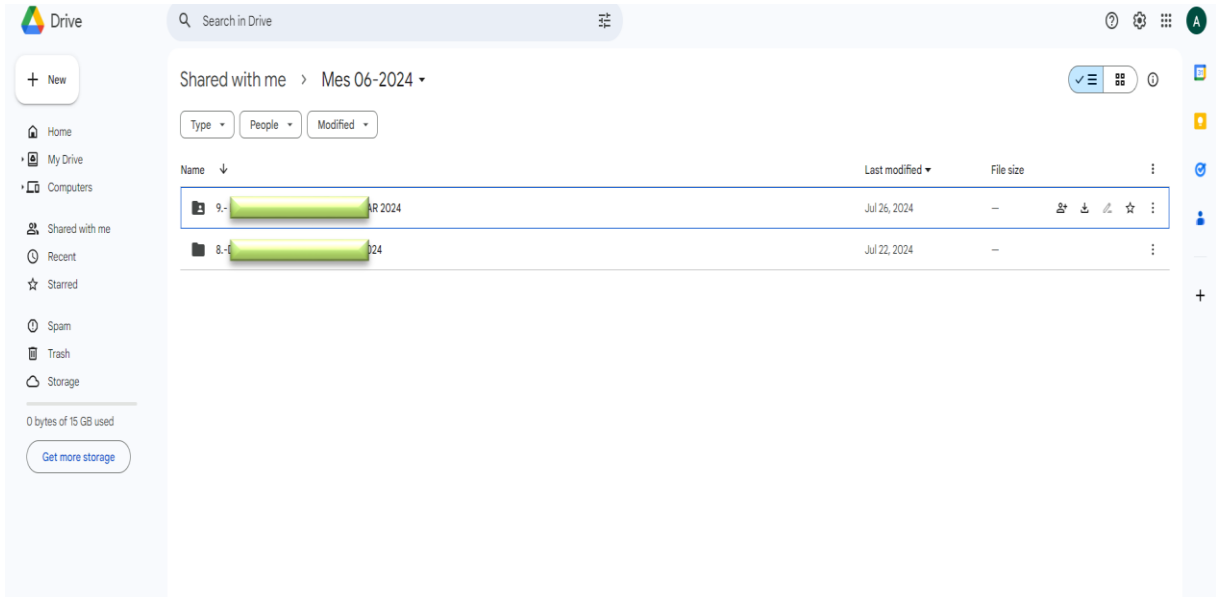 Drive
Search in Drive
A
New
Shared with me > Mes 06-2024
Type People Modified
Home
My Drive
Computers
Shared with me
Recent
Starred
Spam
Trash
Storage
0 bytes of 15 GB used
Get more storage
Name Last modified File size
9.- AR 2024 Jul 26, 2024 —
8.- 024 Jul 22, 2024 —